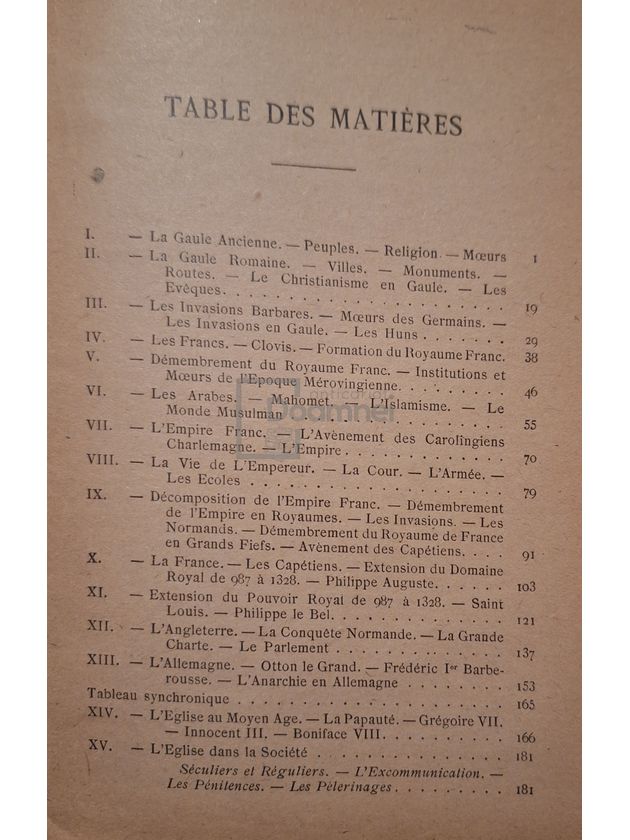 TABLE DES MATIÈRES
I. — La Gaule Ancienne. — Peuples. — Religion. — Mœurs 1
II. — La Gaule Romaine. — Villes. — Monuments. —
Routes. — Le Christianisme en Gaule. — Les
Evêques. . . . . . . . . . . . . . . . . . . 19
III. — Les Invasions Barbares. — Mœurs des Germains. —
Les Invasions en Gaule. — Les Huns . . . . . . . 29
IV. — Les Francs. — Clovis. — Formation du Royaume Franc. 38
V. — Démembrement du Royaume Franc. — Institutions et
Mœurs de l'Epoque Mérovingienne. . . . . . . . 46
VI. — Les Arabes. — Mahomet. — L'Islamisme. — Le
Monde Musulman . . . . . . . . . . . . . . . 55
VII. — L'Empire Franc. — L'Avènement des Carolingiens
Charlemagne. — L'Empire. . . . . . . . . . . . 70
VIII. — La Vie de L'Empereur. — La Cour. — L'Armée. —
Les Ecoles . . . . . . . . . . . . . . . . . 79
IX. — Décomposition de l'Empire Franc. — Démembrement
de l'Empire en Royaumes. — Les Invasions. — Les
Normands. — Démembrement du Royaume de France
en Grands Fiefs. — Avènement des Capétiens. . . . 91
X. — La France. — Les Capétiens. — Extension du Domaine
Royal de 987 à 1328. — Philippe Auguste. . . . . . 103
XI. — Extension du Pouvoir Royal de 987 à 1328. — Saint
Louis. — Philippe le Bel. . . . . . . . . . . . 121
XII. — L'Angleterre. — La Conquête Normande. — La Grande
Charte. — Le Parlement . . . . . . . . . . . . 137
XIII. — L'Allemagne. — Otton le Grand. — Frédéric Ier Barbe-
rousse. — L'Anarchie en Allemagne . . . . . . . 153
Tableau synchronique . . . . . . . . . . . . . . . . 165
XIV. — L'Eglise au Moyen Age. — La Papauté. — Grégoire VII.
— Innocent III. — Boniface VIII. . . . . . . . . 166
XV. — L'Eglise dans la Société . . . . . . . . . . . . 181
Séculiers et Réguliers. — L'Excommunication. —
Les Pénitences. — Les Pèlerinages . . . . . . . . 181